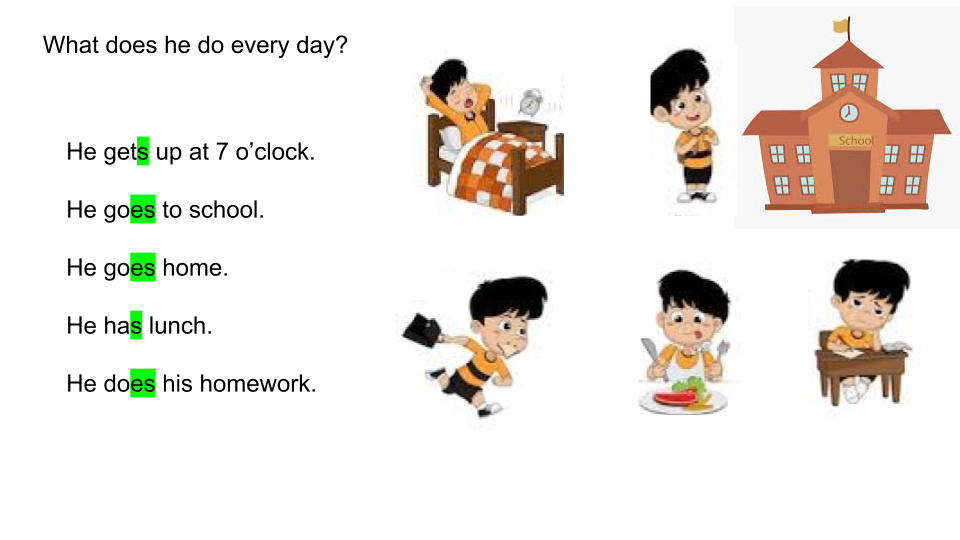 What does he do every day?
He gets up at 7 o’clock.
He goes to school.
He goes home.
He has lunch.
He does his homework.
School